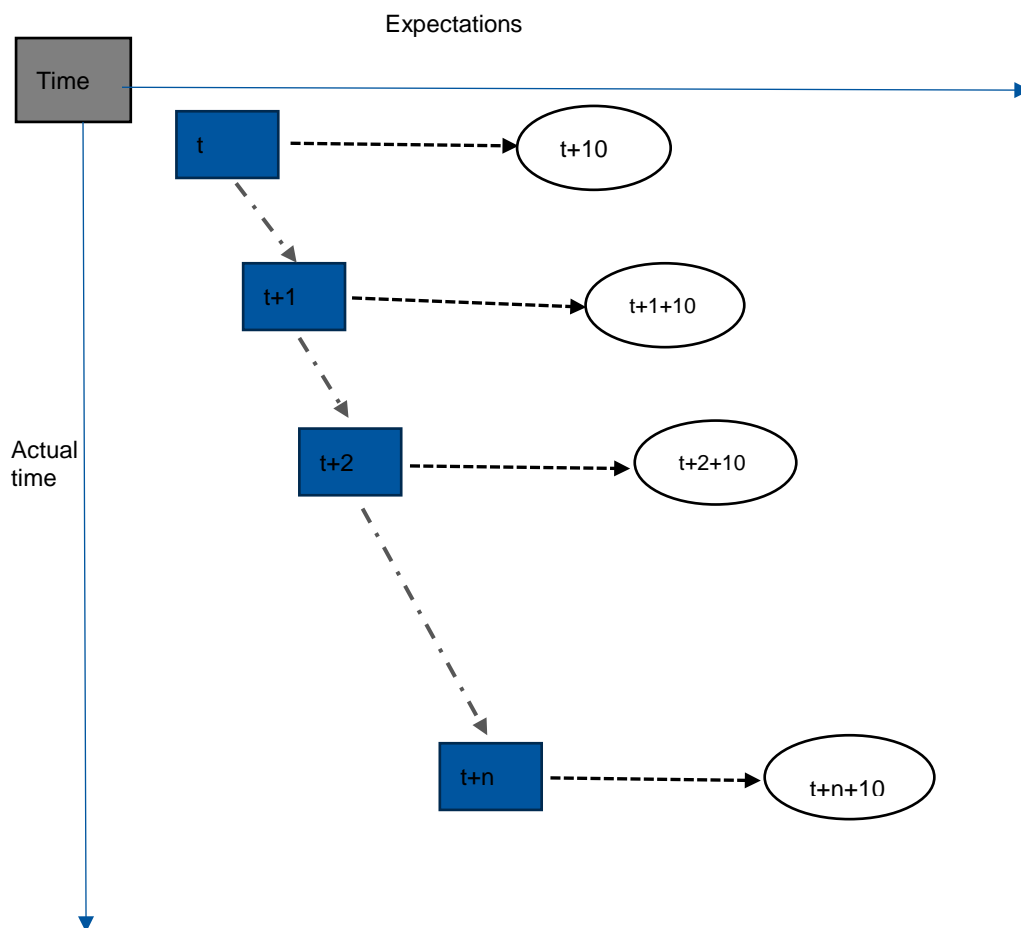 Expectations
Time
t
t+10
t+1
t+1+10
Actual
time
t+2
t+2+10
t+n
t+n+10